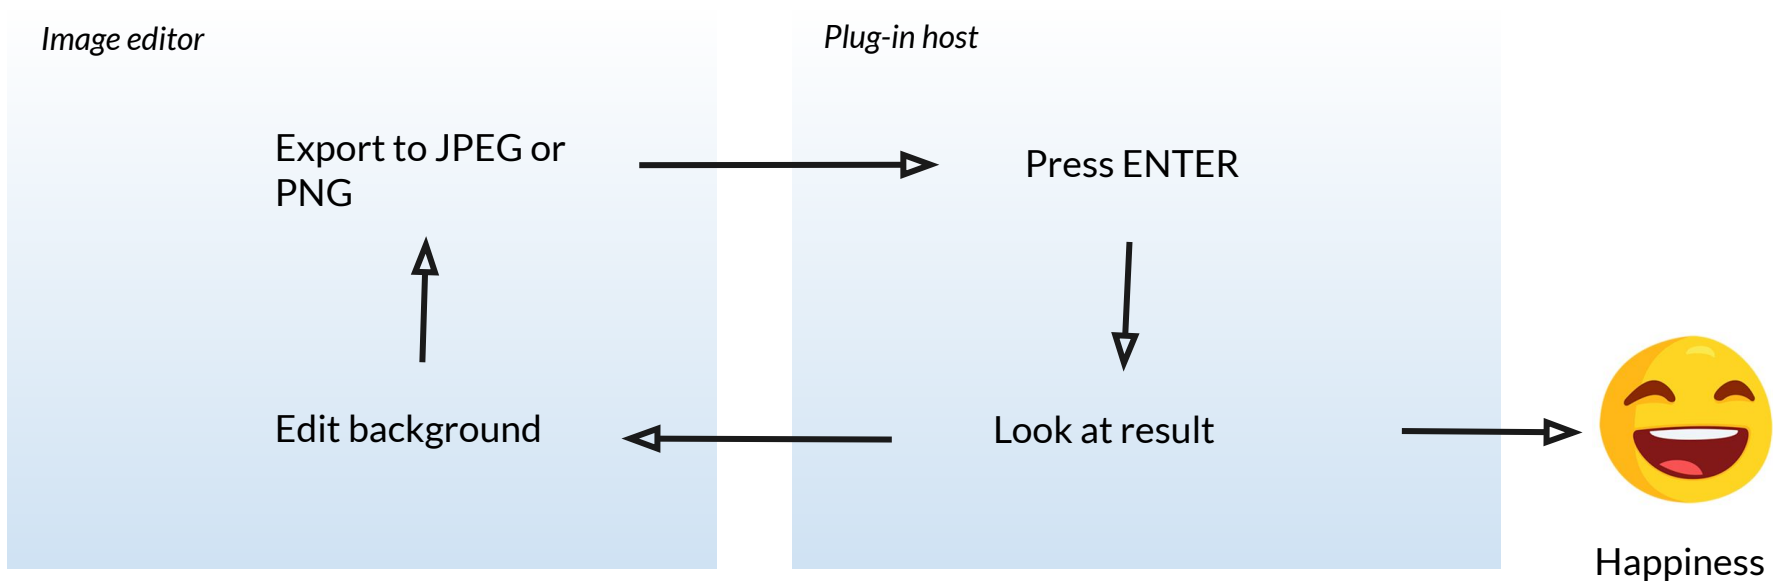 Image editor
Plug-in host
Export to JPEG or
PNG
Press ENTER
Edit background
Look at result
Happiness